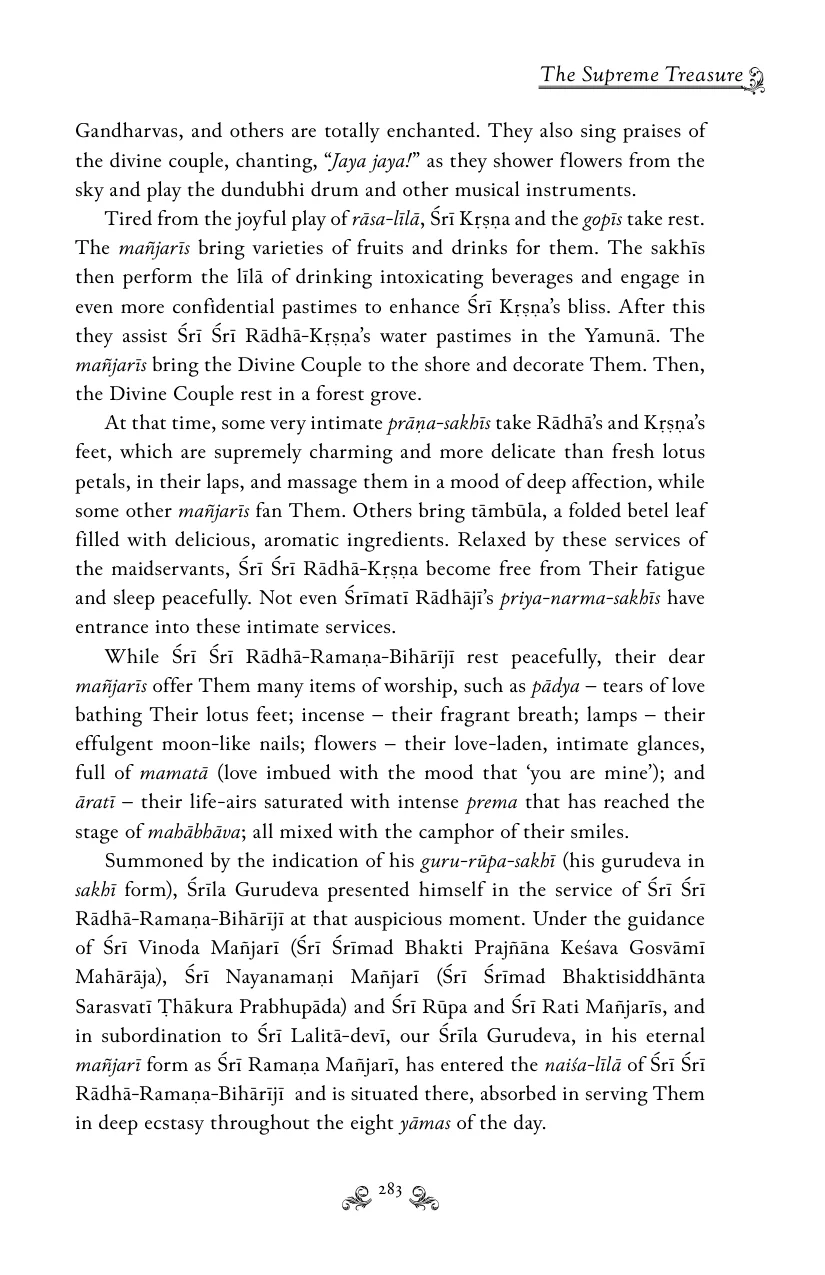 The Supreme Treasure
Gandharvas, and others are totally enchanted. They also sing praises of
the divine couple, chanting, “Jaya jaya!” as they shower flowers from the
sky and play the dundubhi drum and other musical instruments.
Tired from the joyful play of rāsa-līlā, Śrī Kṛṣṇa and the gopīs take rest.
The mañjarīs bring varieties of fruits and drinks for them. The sakhīs
then perform the līlā of drinking intoxicating beverages and engage in
even more confidential pastimes to enhance Śrī Kṛṣṇa’s bliss. After this
they assist Śrī Śrī Rādhā-Kṛṣṇa’s water pastimes in the Yamunā. The
mañjarīs bring the Divine Couple to the shore and decorate Them. Then,
the Divine Couple rest in a forest grove.
At that time, some very intimate prāṇa-sakhīs take Rādhā’s and Kṛṣṇa’s
feet, which are supremely charming and more delicate than fresh lotus
petals, in their laps, and massage them in a mood of deep affection, while
some other mañjarīs fan Them. Others bring tāmbūla, a folded betel leaf
filled with delicious, aromatic ingredients. Relaxed by these services of
the maidservants, Śrī Śrī Rādhā-Kṛṣṇa become free from Their fatigue
and sleep peacefully. Not even Śrīmatī Rādhājī’s priya-narma-sakhīs have
entrance into these intimate services.
While Śrī Śrī Rādhā-Ramaṇa-Bihārījī rest peacefully, their dear
mañjarīs offer Them many items of worship, such as pādya – tears of love
bathing Their lotus feet; incense – their fragrant breath; lamps – their
effulgent moon-like nails; flowers – their love-laden, intimate glances,
full of mamatā (love imbued with the mood that ‘you are mine’); and
āratī – their life-airs saturated with intense prema that has reached the
stage of mahābhāva; all mixed with the camphor of their smiles.
Summoned by the indication of his guru-rūpa-sakhī (his gurudeva in
sakhī form), Śrīla Gurudeva presented himself in the service of Śrī Śrī
Rādhā-Ramaṇa-Bihārījī at that auspicious moment. Under the guidance
of Śrī Vinoda Mañjarī (Śrī Śrīmad Bhakti Prajñāna Keśava Gosvāmī
Mahārāja), Śrī Nayanamaṇi Mañjarī (Śrī Śrīmad Bhaktisiddhānta
Sarasvatī Ṭhākura Prabhupāda) and Śrī Rūpa and Śrī Rati Mañjarīs, and
in subordination to Śrī Lalitā-devī, our Śrīla Gurudeva, in his eternal
mañjarī form as Śrī Ramaṇa Mañjarī, has entered the naiśa-līlā of Śrī Śrī
Rādhā-Ramaṇa-Bihārījī and is situated there, absorbed in serving Them
in deep ecstasy throughout the eight yāmas of the day.
283